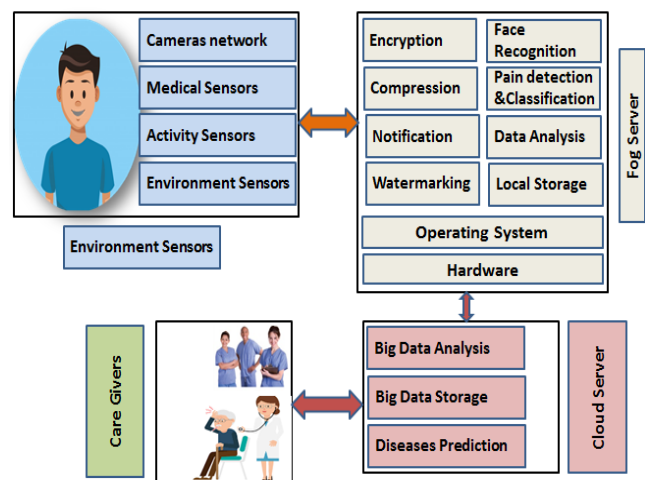 Cameras network
Medical Sensors
Activity Sensors
Environment Sensors
Environment Sensors
Encryption
Face
Recognition
Compression
Pain detection
&Classification
Notification
Data Analysis
Watermarking
Local Storage
Operating System
Hardware
Fog Server
Care Givers
Big Data Analysis
Big Data Storage
Diseases Prediction
Cloud Server